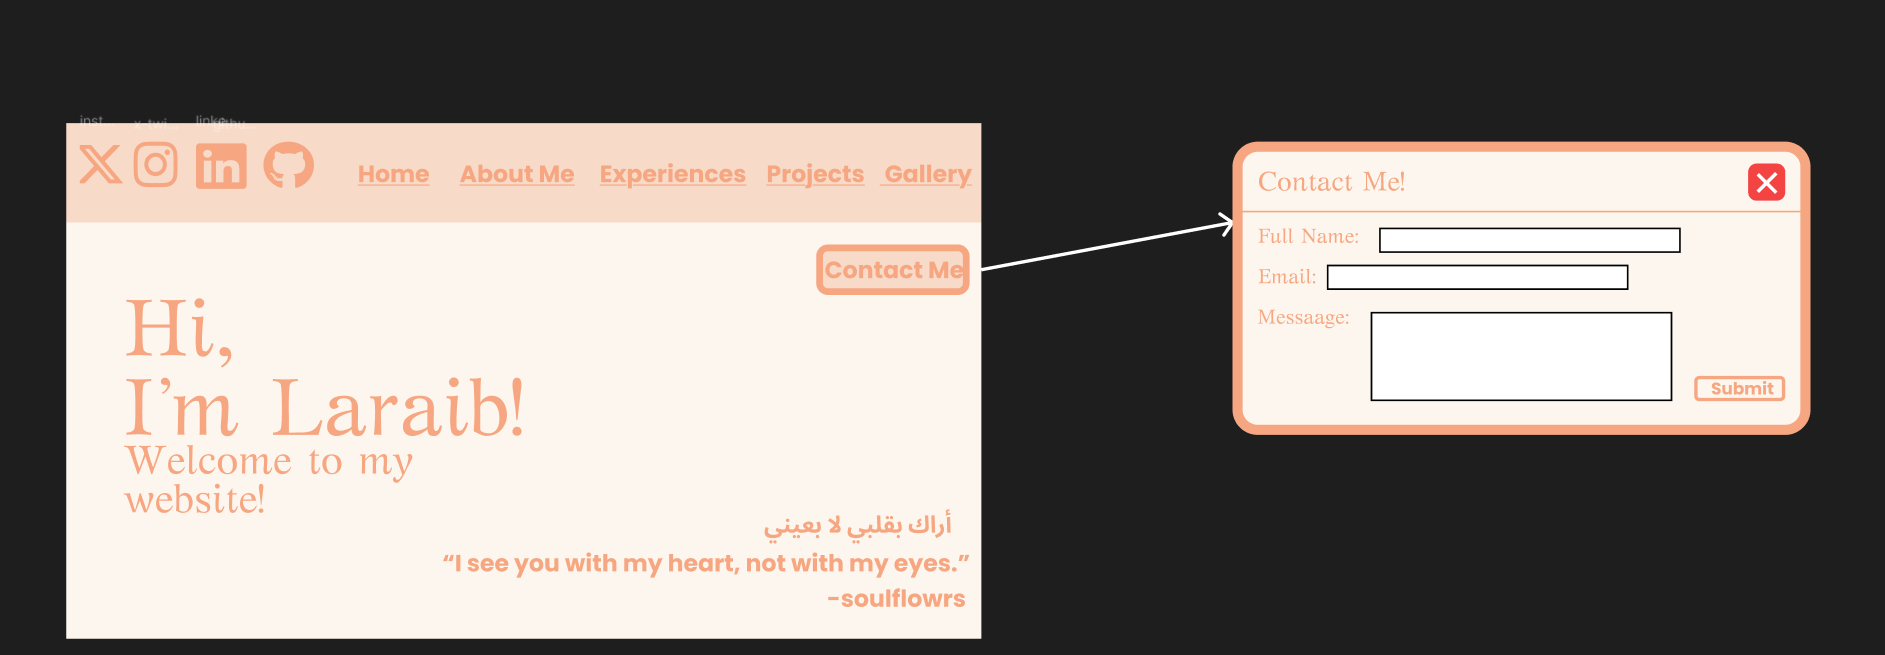 inst...
x-twi...
linke
githu...
in
Home
About Me
Experiences
Projects
Gallery
Contact Me
Hi,
I’m Laraib!
Welcome to my
website!
أراك بقلبي لا بعيني
“I see you with my heart, not with my eyes.”
-soulflowrs
Contact Me!
Full Name:
Email:
Messaage:
Submit